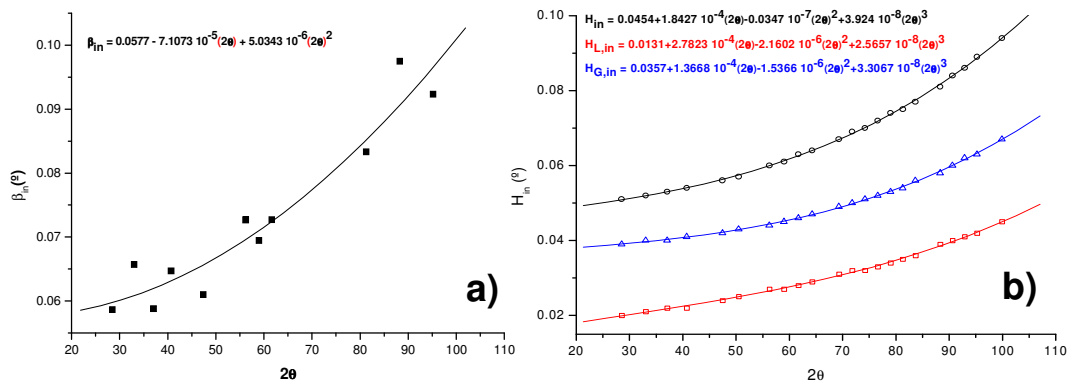 β_in = 0.0577 - 7.1073 10^-5(2θ) + 5.0343 10^-6(2θ)^2
0.10
0.09
0.08
0.07
0.06
β_in(º)
20 30 40 50 60 70 80 90 100 110
2θ
a)
H_in = 0.0454+1.8427 10^-4(2θ)-0.0347 10^-7(2θ)^2+3.924 10^-8(2θ)^3
H_L,in = 0.0131+2.7823 10^-4(2θ)-2.1602 10^-6(2θ)^2+2.5657 10^-8(2θ)^3
H_G,in = 0.0357+1.3668 10^-4(2θ)-1.5366 10^-6(2θ)^2+3.3067 10^-8(2θ)^3
0.10
0.08
0.06
0.04
0.02
H_in (º)
20 30 40 50 60 70 80 90 100 110
2θ
b)